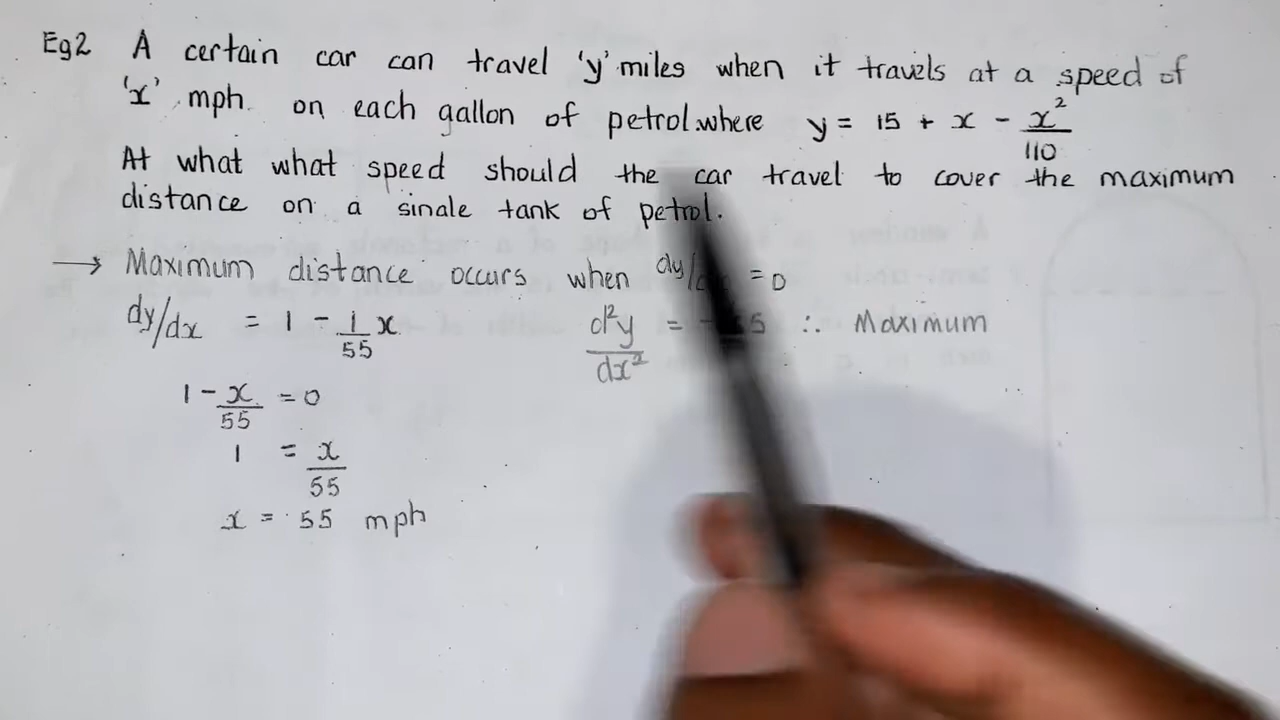 Eg2 A certain car can travel 'y' miles when it travels at a speed of
'x' mph on each gallon of petrol.where y = 15 + x - x²/110
At what what speed should the car travel to cover the maximum
distance on a sinale tank of petrol.
→ Maximum distance occurs when dy/ = 0
dy/dx = 1 - 1/55 x
d²y/dx² = 5 ∴ Maximum
1 - x/55 = 0
1 = x/55
x = 55 mph